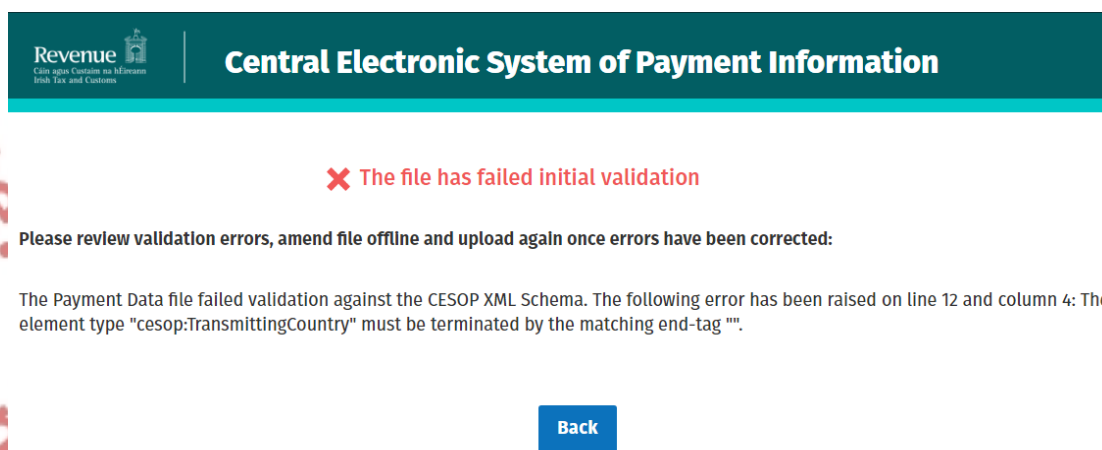 Revenue
Cáin agus Custaim na hÉireann
Irish Tax and Customs
Central Electronic System of Payment Information
The file has failed initial validation
Please review validation errors, amend file offline and upload again once errors have been corrected:
The Payment Data file failed validation against the CESOP XML Schema. The following error has been raised on line 12 and column 4: The
element type "cesop:TransmittingCountry" must be terminated by the matching end-tag "".
Back